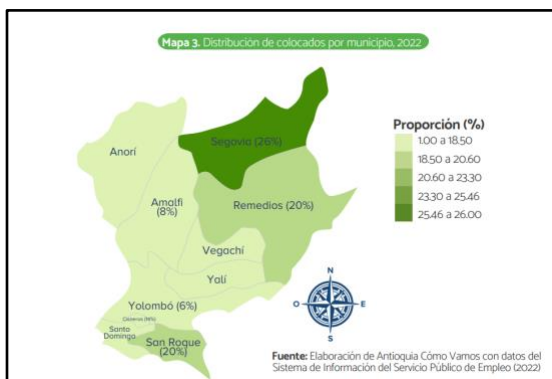 Mapa 3. Distribución de colocados por municipio, 2022
Proporción (%)
1.00 a 18.50
18.50 a 20.60
20.60 a 23.30
23.30 a 25.46
25.46 a 26.00
Segovia (26%)
Anorí
Amalfi
(8%)
Remedios (20%)
Vegachí
Yalí
Yolombó (6%)
Cisneros
Santo
Domingo
San Roque
(20%)
N
O
E
S
Fuente: Elaboración de Antioquia Cómo Vamos con datos del
Sistema de Información del Servicio Público de Empleo (2022)